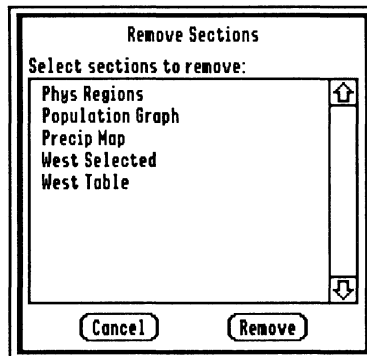 Remove Sections
Select sections to remove:
Phys Regions
Population Graph
Precip Map
West Selected
West Table
Cancel Remove